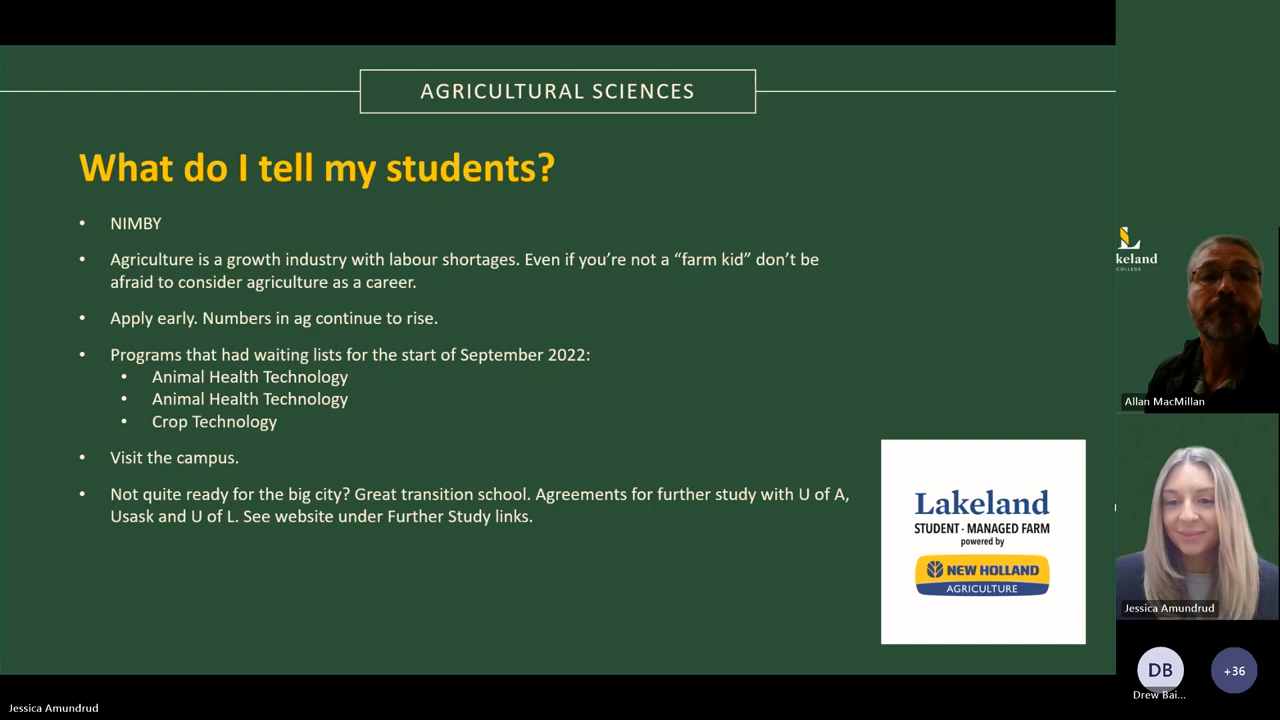 AGRICULTURAL SCIENCES
What do I tell my students?
• NIMBY
• Agriculture is a growth industry with labour shortages. Even if you’re not a “farm kid” don’t be
afraid to consider agriculture as a career.
• Apply early. Numbers in ag continue to rise.
• Programs that had waiting lists for the start of September 2022:
• Animal Health Technology
• Animal Health Technology
• Crop Technology
• Visit the campus.
• Not quite ready for the big city? Great transition school. Agreements for further study with U of A,
Usask and U of L. See website under Further Study links.
Lakeland
STUDENT-MANAGED FARM
powered by
NEW HOLLAND
AGRICULTURE
keland
COLLEGE
Allan MacMillan
Jessica Amundrud
DB
+36
Drew Bai...
Jessica Amundrud